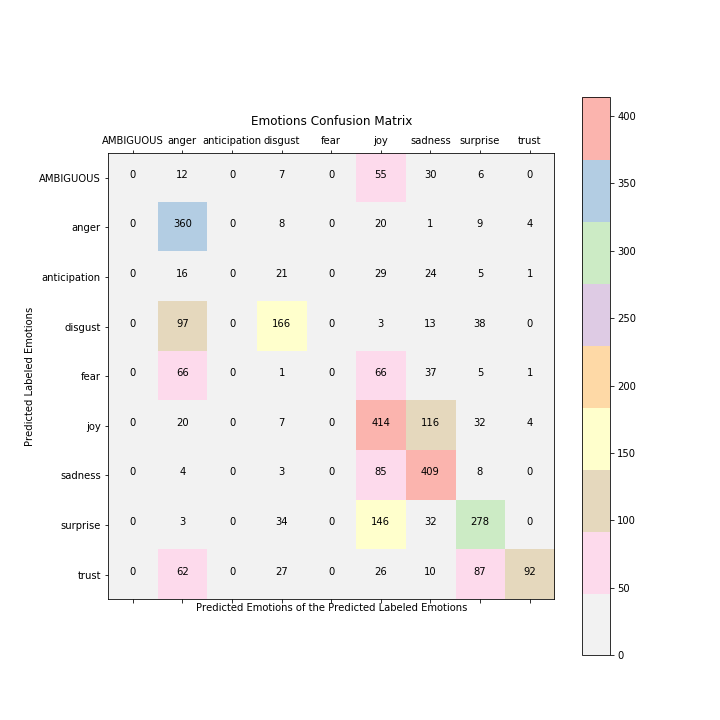 Emotions Confusion Matrix
AMBIGUOUS anger anticipation disgust fear joy sadness surprise trust
AMBIGUOUS 0 12 0 7 0 55 30 6 0
anger 0 360 0 8 0 20 1 9 4
anticipation 0 16 0 21 0 29 24 5 1
disgust 0 97 0 166 0 3 13 38 0
fear 0 66 0 1 0 66 37 5 1
joy 0 20 0 7 0 414 116 32 4
sadness 0 4 0 3 0 85 409 8 0
surprise 0 3 0 34 0 146 32 278 0
trust 0 62 0 27 0 26 10 87 92
Predicted Labeled Emotions
Predicted Emotions of the Predicted Labeled Emotions
400
350
300
250
200
150
100
50
0